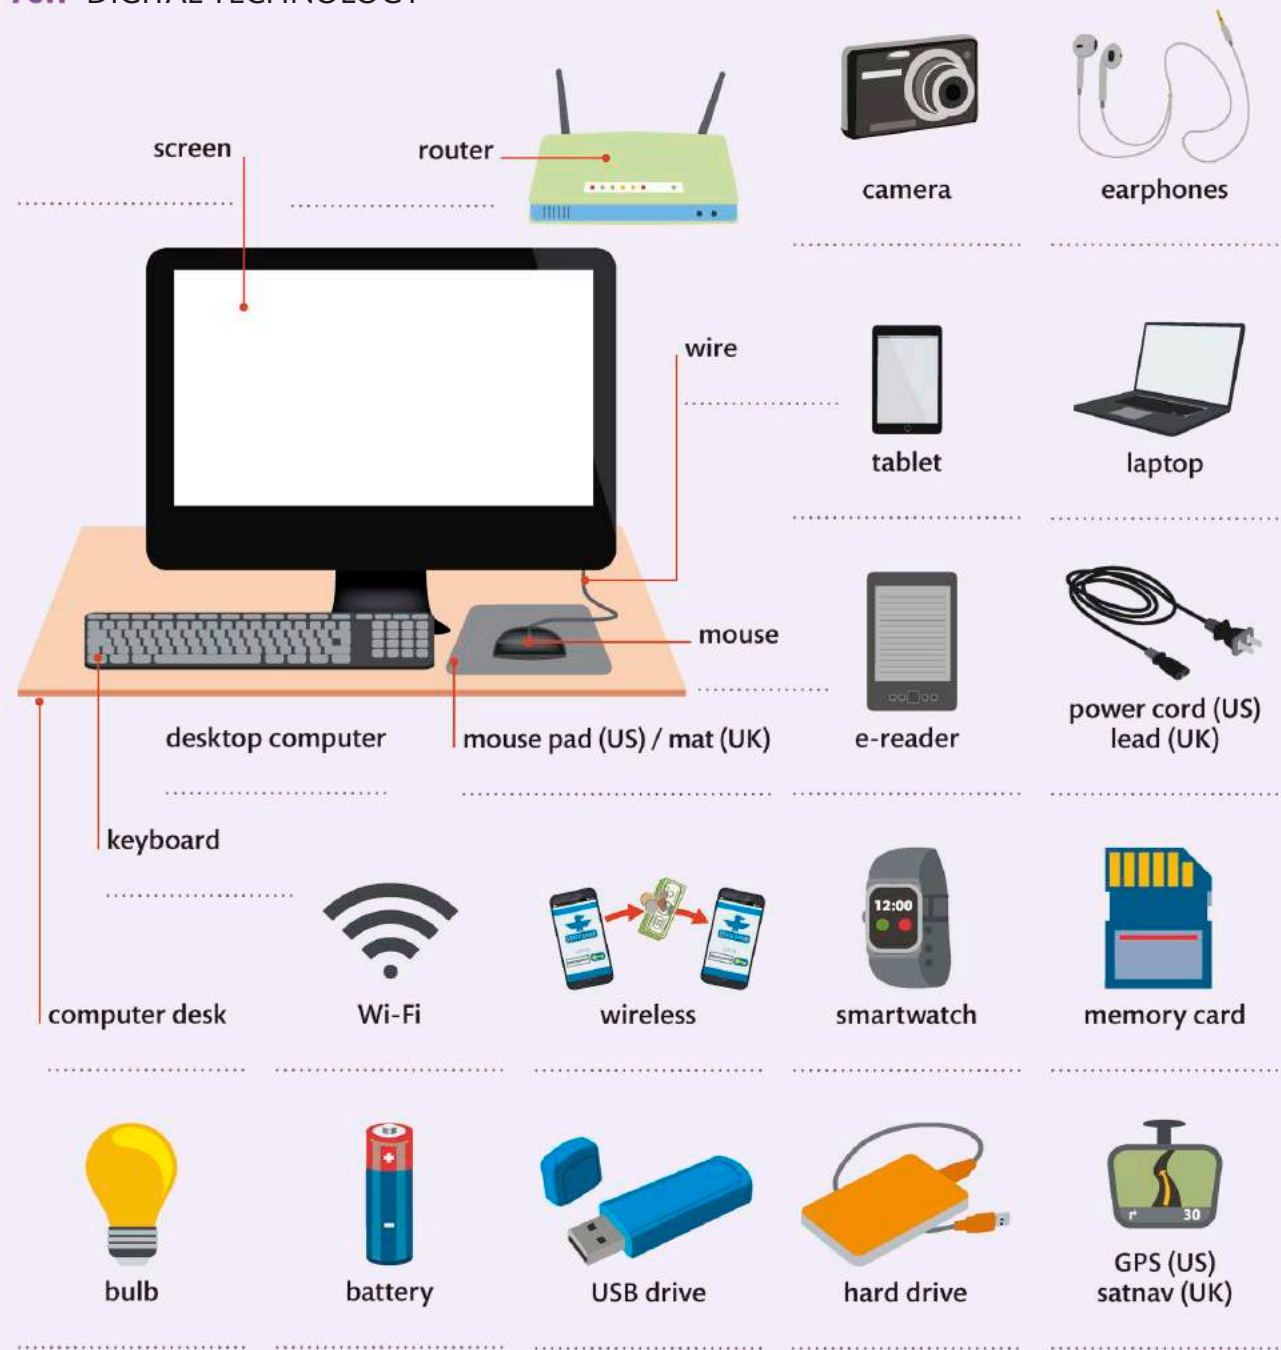 DIGITAL TECHNOLOGY
screen
router
camera
earphones
wire
tablet
laptop
mouse
desktop computer
mouse pad (US) / mat (UK)
e-reader
power cord (US)
lead (UK)
keyboard
12:00
computer desk
Wi-Fi
wireless
smartwatch
memory card
30
bulb
battery
USB drive
hard drive
GPS (US)
satnav (UK)